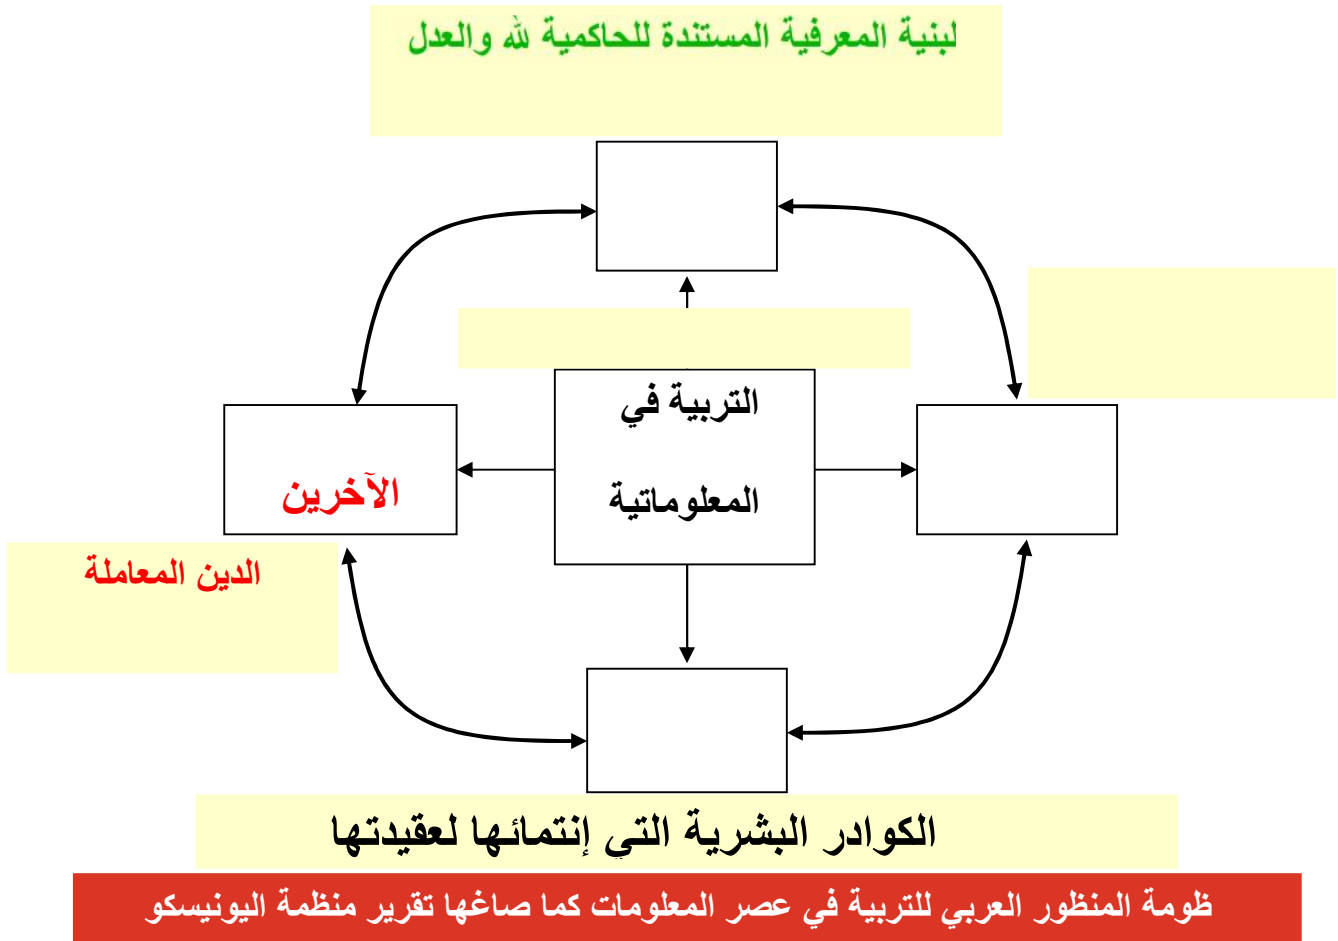 لبنية المعرفية المستندة للحاكمية لله والعدل
التربية في
المعلوماتية
الآخرين
الدين المعاملة
الكوادر البشرية التي إنتمائها لعقيدتها
ظومة المنظور العربي للتربية في عصر المعلومات كما صاغها تقرير منظمة اليونيسكو